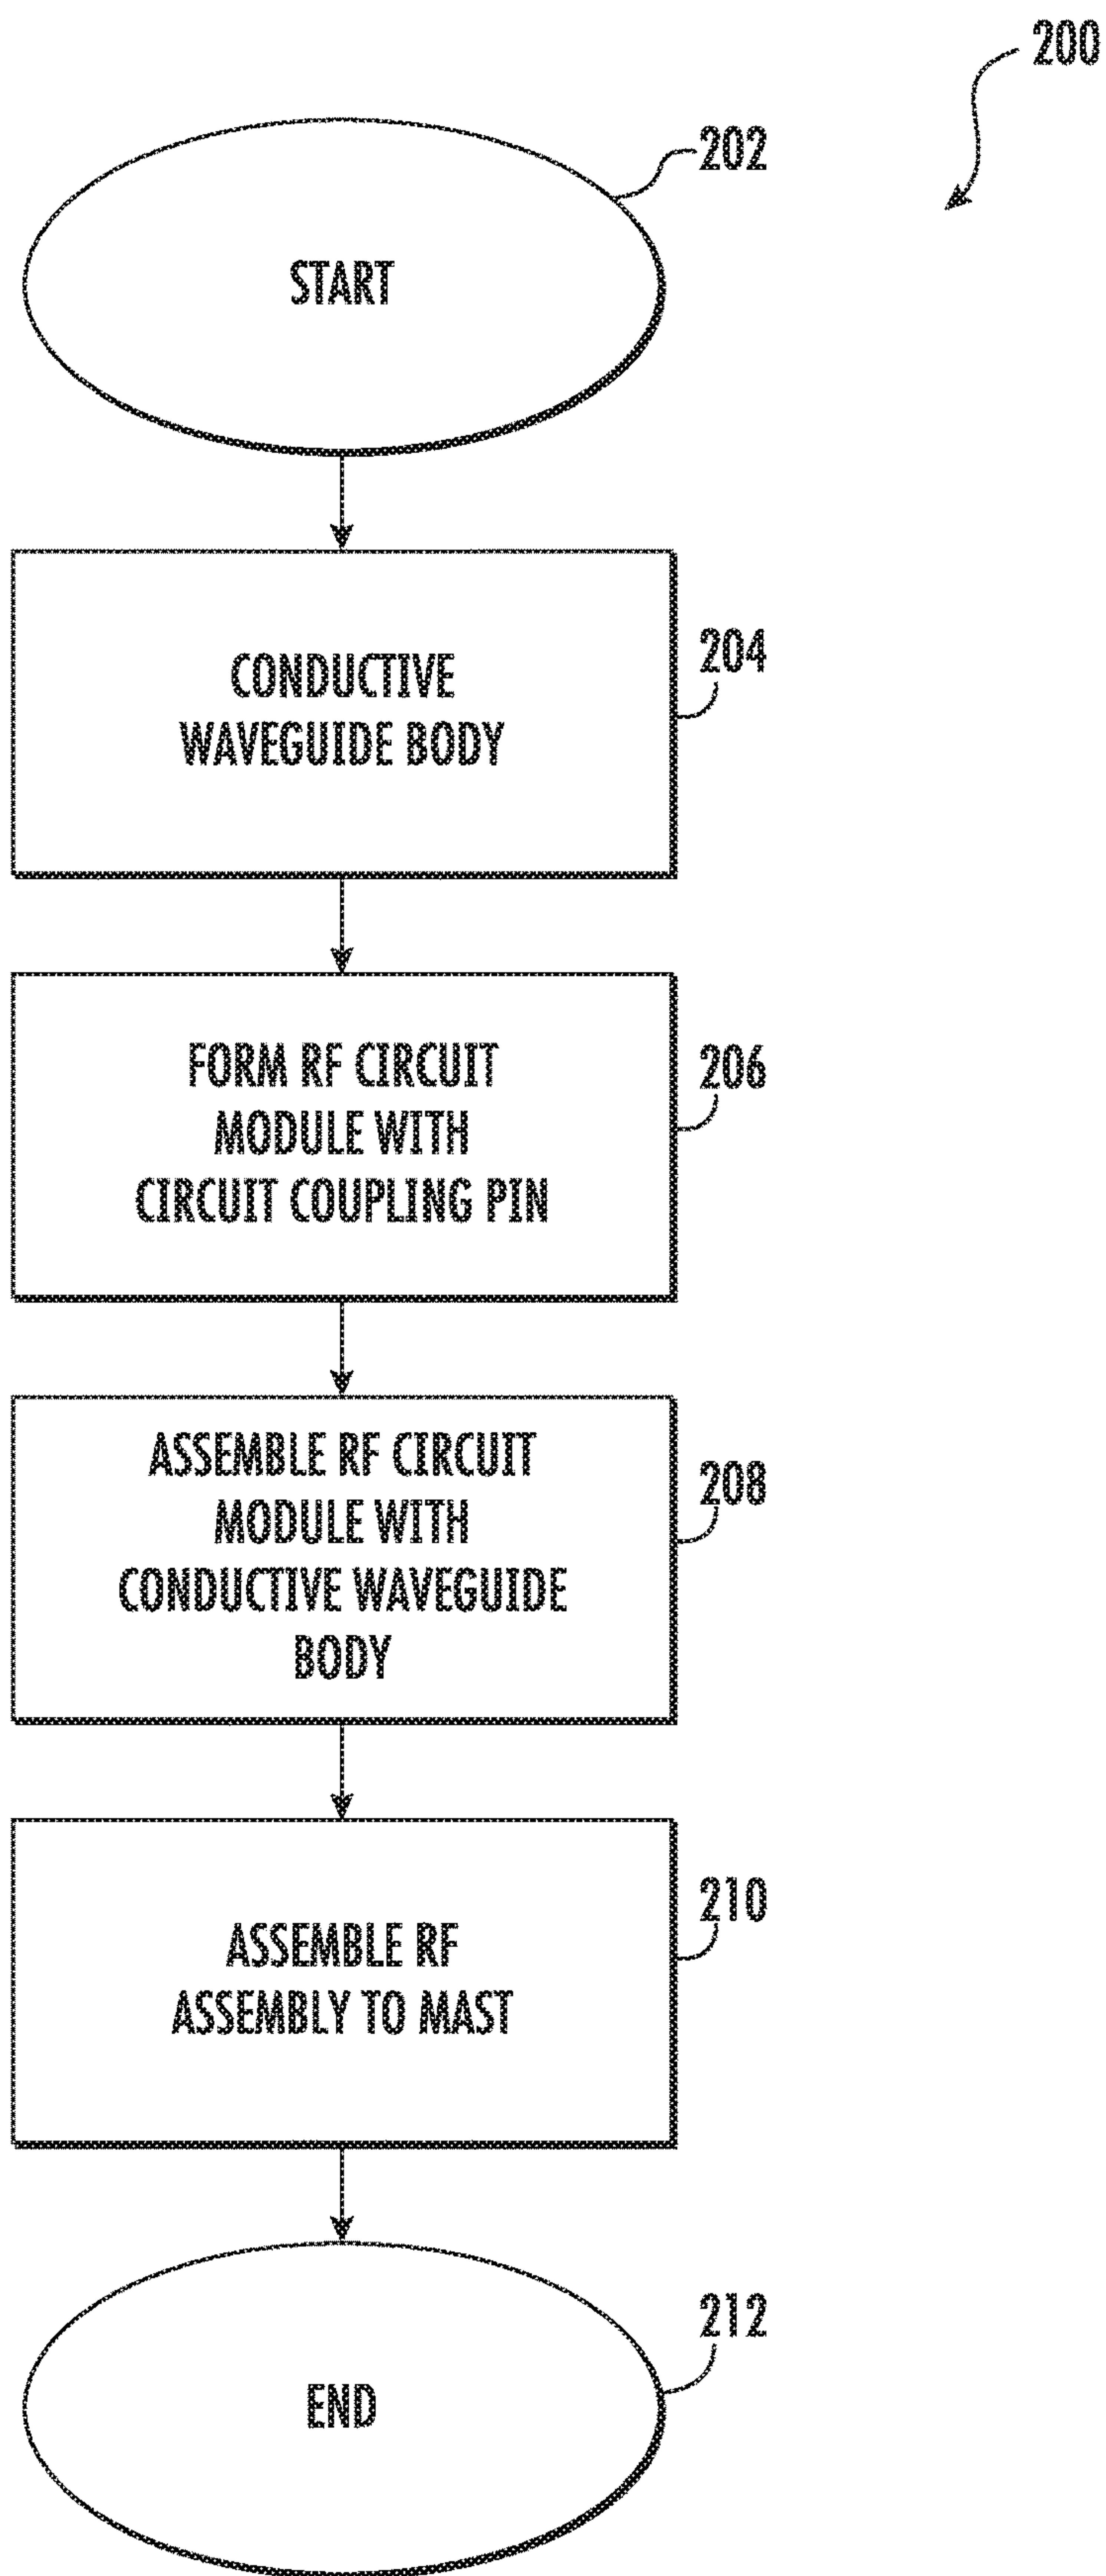 200
202
START
204
CONDUCTIVE
WAVEGUIDE BODY
206
FORM RF CIRCUIT
MODULE WITH
CIRCUIT COUPLING PIN
208
ASSEMBLE RF CIRCUIT
MODULE WITH
CONDUCTIVE WAVEGUIDE
BODY
210
ASSEMBLE RF
ASSEMBLY TO MAST
212
END